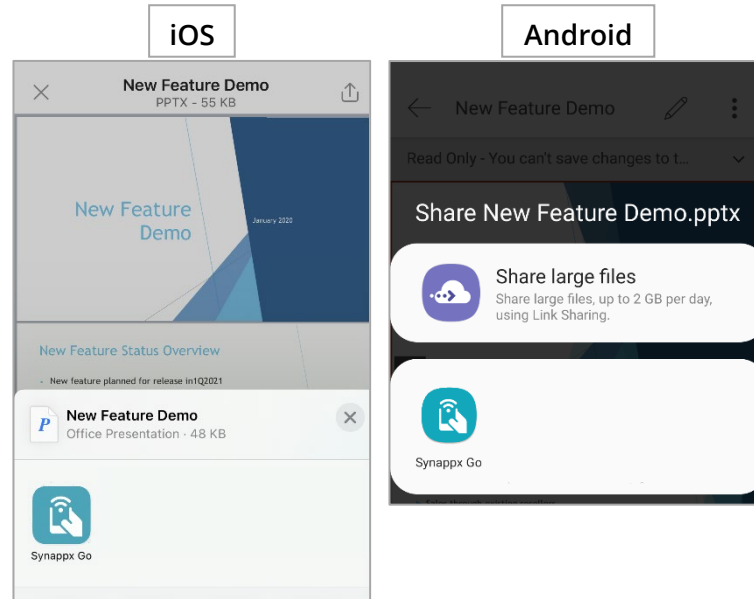 iOS
New Feature Demo
PPTX - 55 KB
New Feature
Demo
January 2020
New Feature Status Overview
- New feature planned for release in1Q2021
New Feature Demo
P
Office Presentation · 48 KB
Synappx Go
Android
New Feature Demo
Read Only - You can't save changes to t...
Share New Feature Demo.pptx
Share large files
Share large files, up to 2 GB per day,
using Link Sharing.
Synappx Go